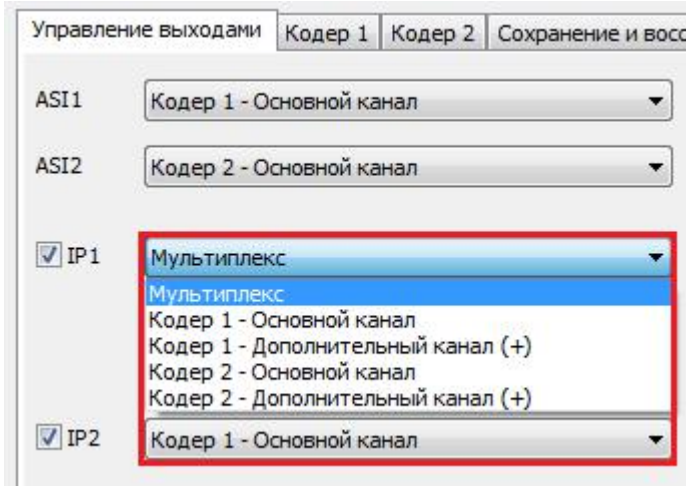 Управление выходами Кодер 1 Кодер 2 Сохранение и восс
ASI1 Кодер 1 - Основной канал
ASI2 Кодер 2 - Основной канал
IP1 Мультиплекс
Мультиплекс
Кодер 1 - Основной канал
Кодер 1 - Дополнительный канал (+)
Кодер 2 - Основной канал
Кодер 2 - Дополнительный канал (+)
IP2 Кодер 1 - Основной канал